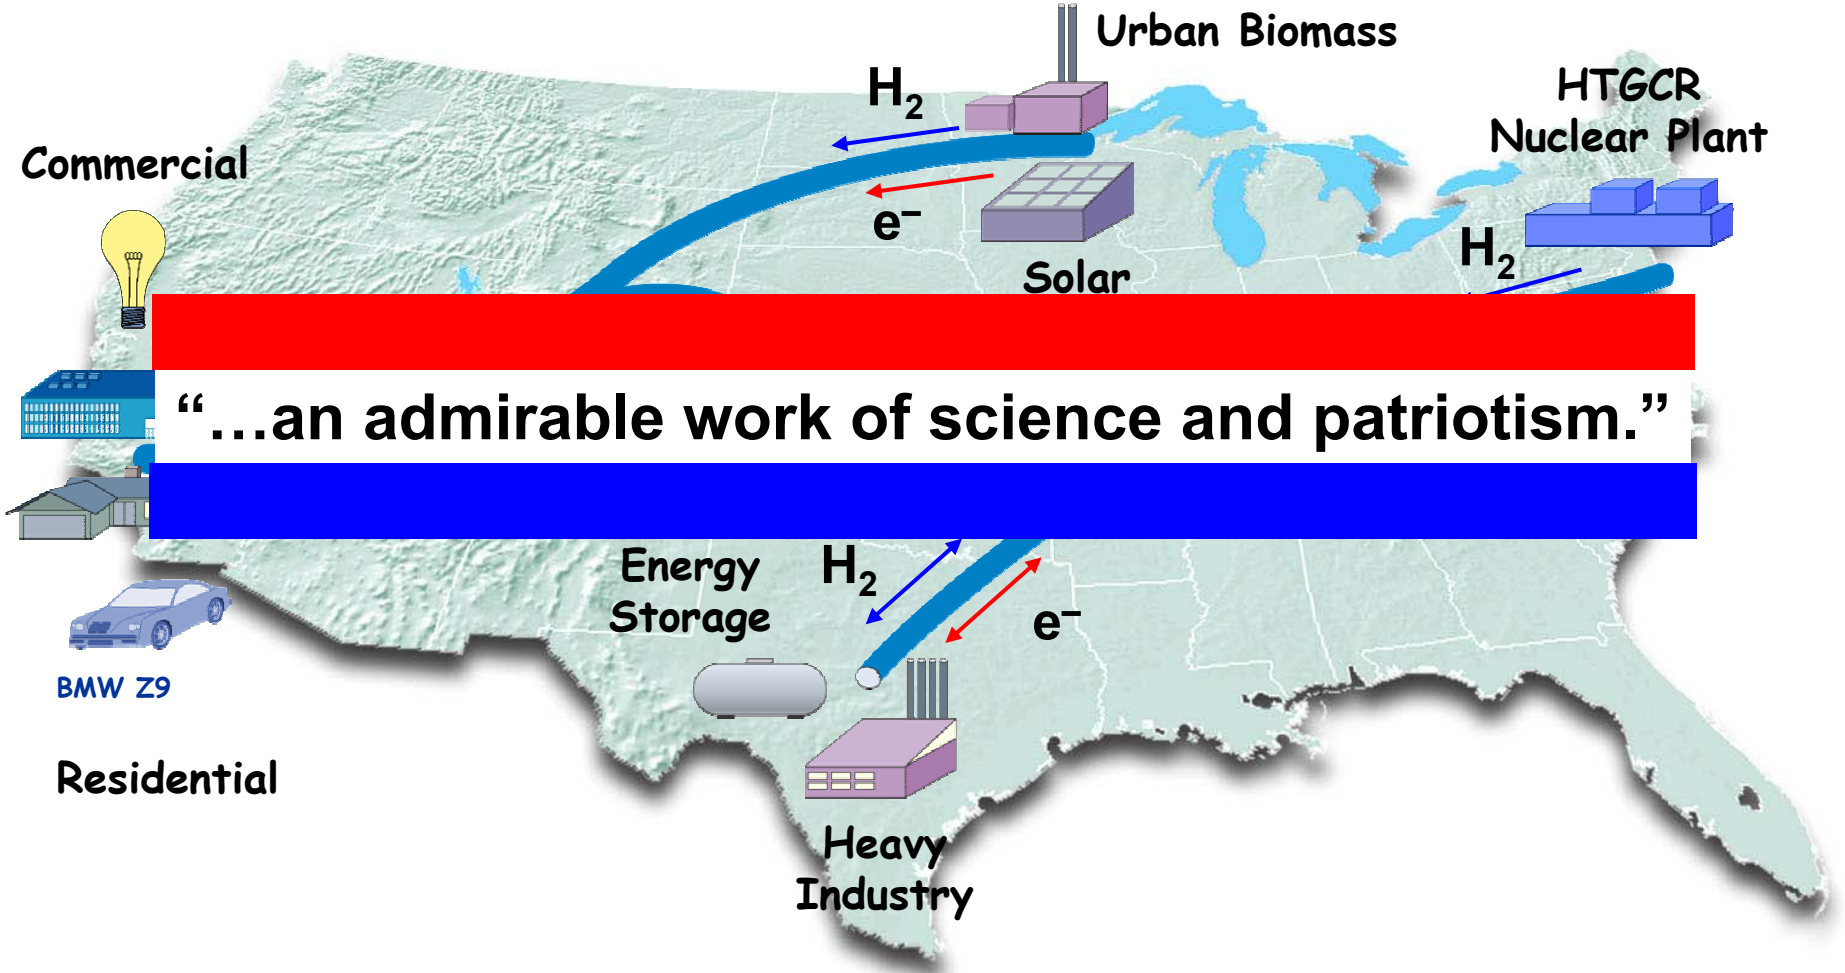 Urban Biomass
H₂
HTGCR
Nuclear Plant
Commercial
e⁻
H₂
Solar
“…an admirable work of science and patriotism.”
Energy
Storage
H₂
e⁻
BMW Z9
Residential
Heavy
Industry